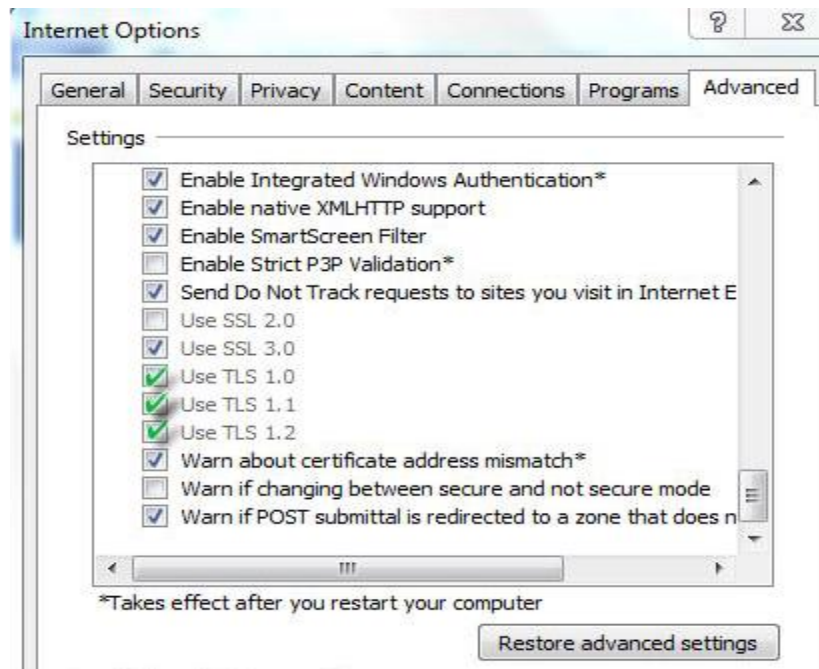 Internet Options
General Security Privacy Content Connections Programs Advanced
Settings
Enable Integrated Windows Authentication*
Enable native XMLHTTP support
Enable SmartScreen Filter
Enable Strict P3P Validation*
Send Do Not Track requests to sites you visit in Internet E
Use SSL 2.0
Use SSL 3.0
Use TLS 1.0
Use TLS 1.1
Use TLS 1.2
Warn about certificate address mismatch*
Warn if changing between secure and not secure mode
Warn if POST submittal is redirected to a zone that does n
*Takes effect after you restart your computer
Restore advanced settings